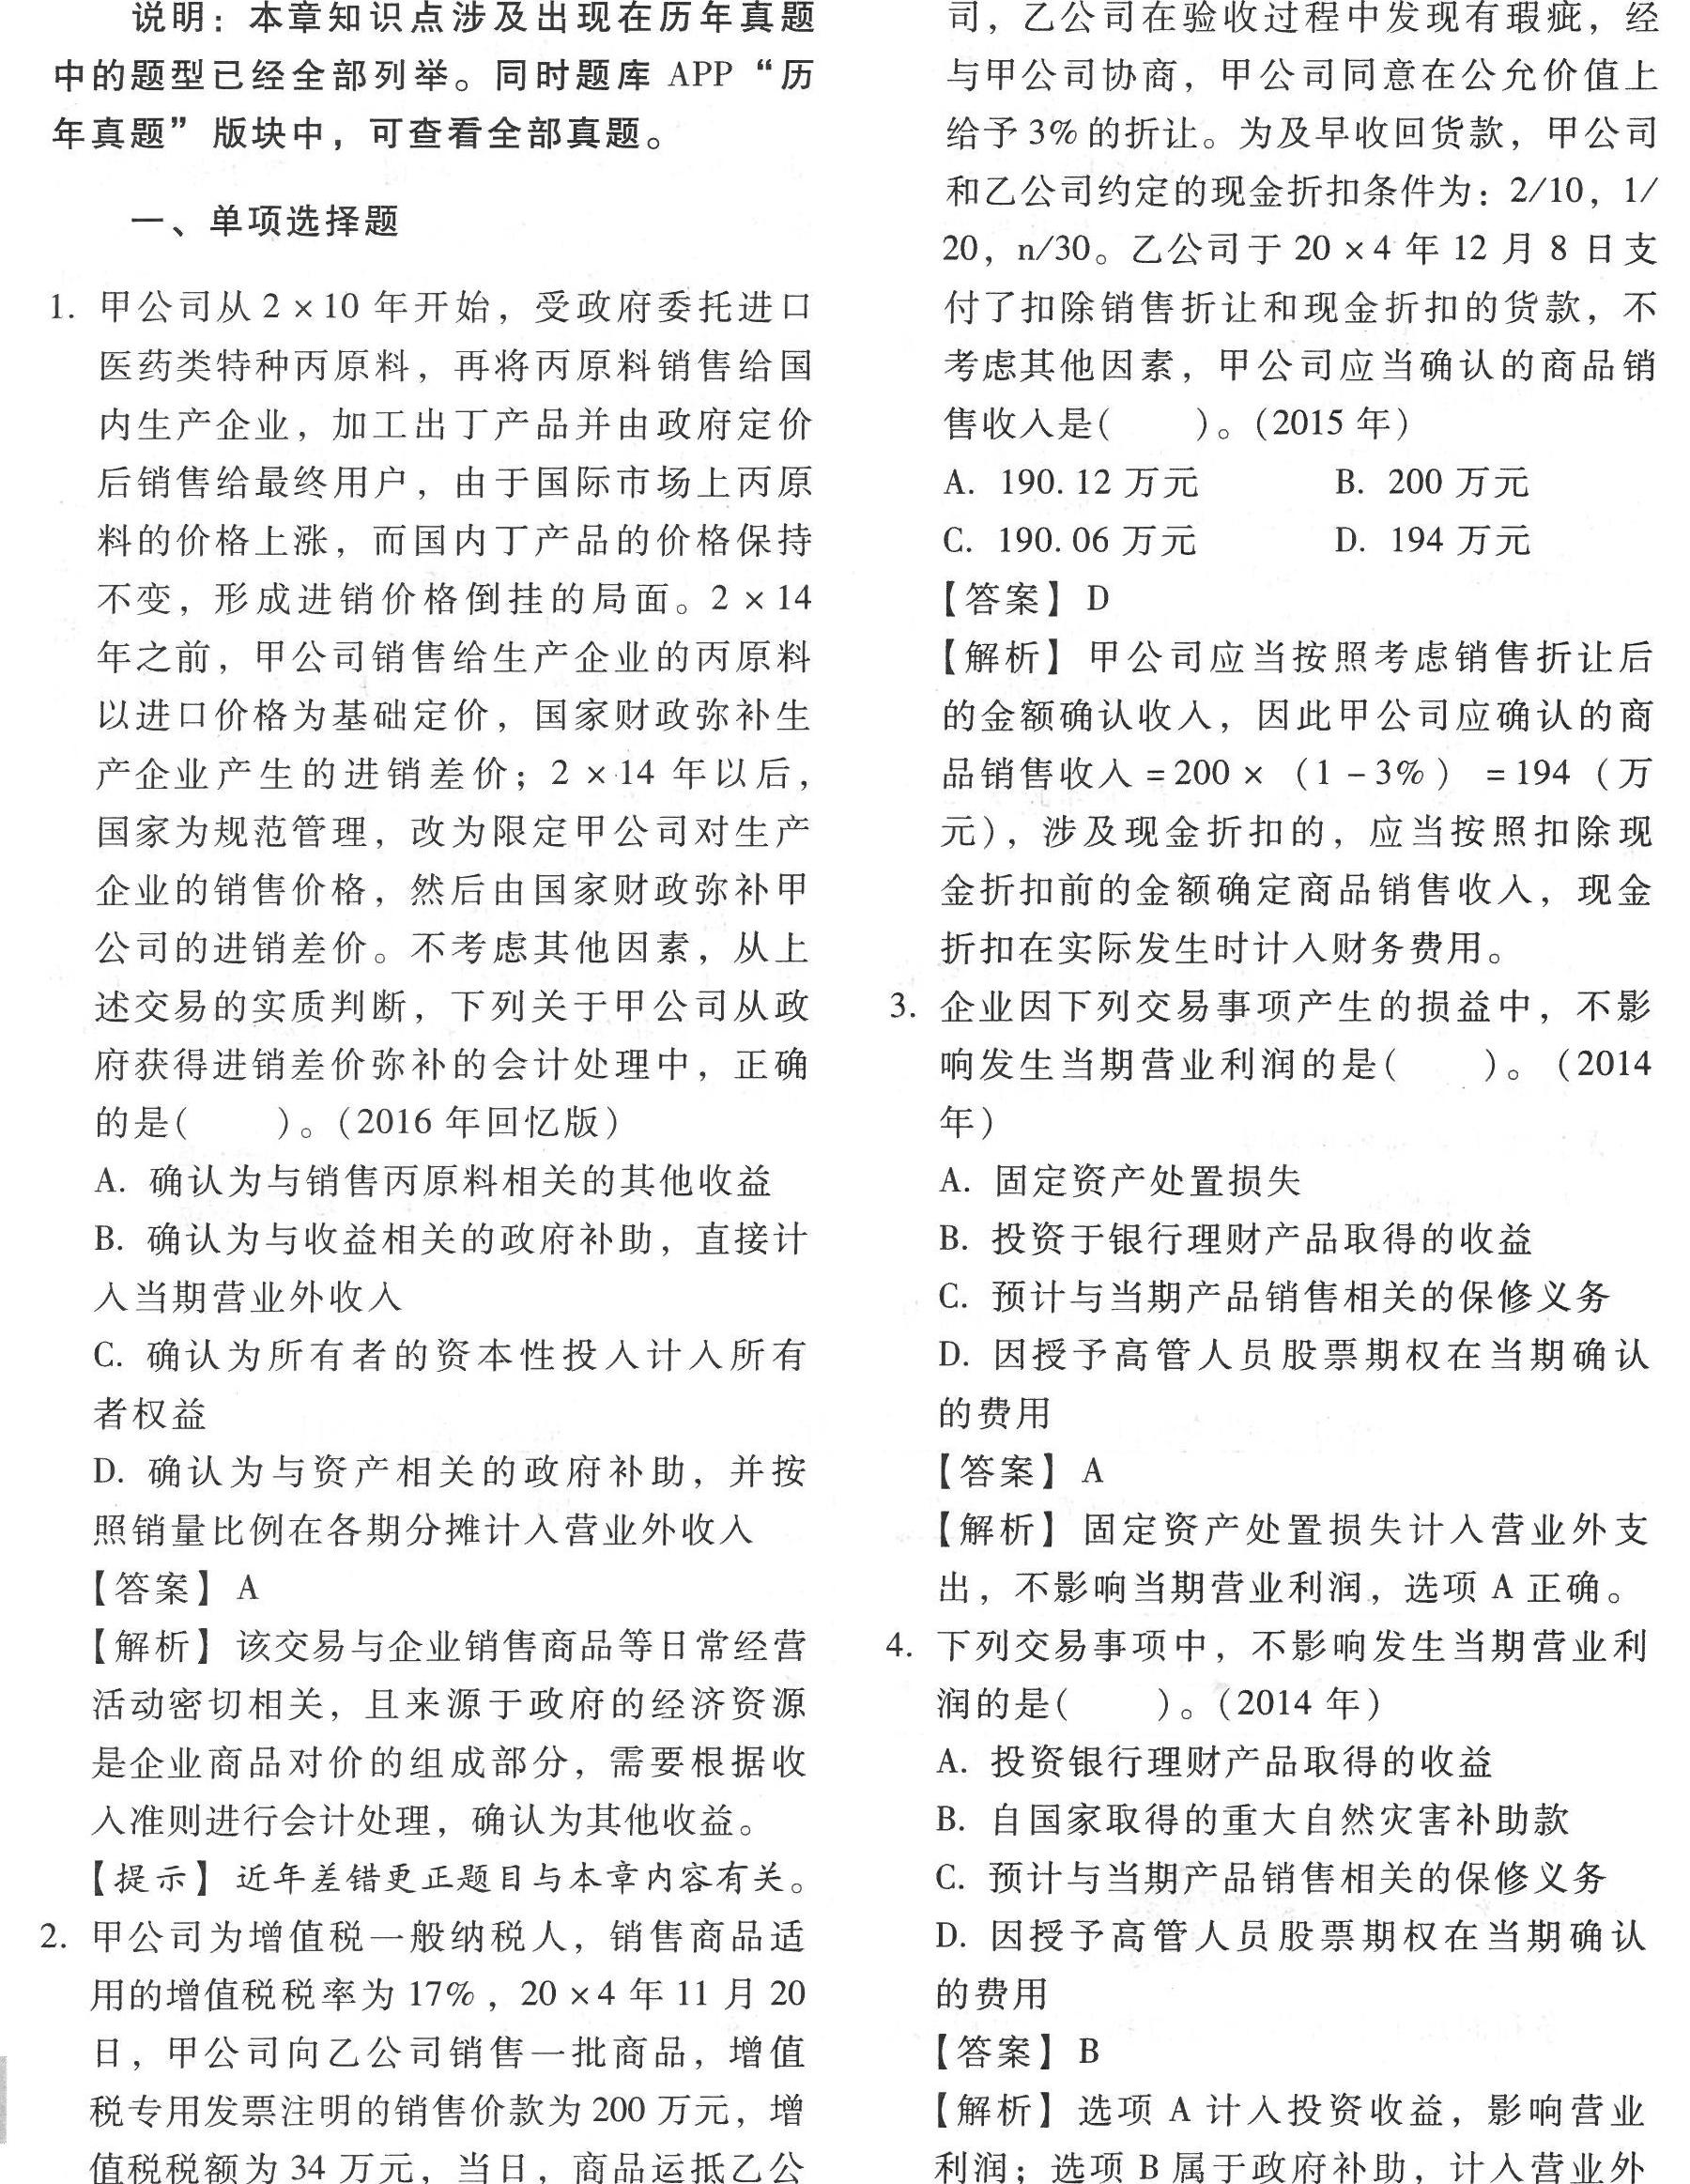 说明：本章知识点涉及出现在历年真题
中的题型已经全部列举。同时题库 APP“历
年真题”版块中，可查看全部真题。
一、单项选择题
1. 甲公司从 2×10 年开始，受政府委托进口
医药类特种丙原料，再将丙原料销售给国
内生产企业，加工出丁产品并由政府定价
后销售给最终用户，由于国际市场上丙原
料的价格上涨，而国内丁产品的价格保持
不变，形成进销价格倒挂的局面。2×14
年之前，甲公司销售给生产企业的丙原料
以进口价格为基础定价，国家财政弥补生
产企业产生的进销差价；2×14 年以后，
国家为规范管理，改为限定甲公司对生产
企业的销售价格，然后由国家财政弥补甲
公司的进销差价。不考虑其他因素，从上
述交易的实质判断，下列关于甲公司从政
府获得进销差价弥补的会计处理中，正确
的是(　　)。(2016 年回忆版)
A. 确认为与销售丙原料相关的其他收益
B. 确认为与收益相关的政府补助，直接计
入当期营业外收入
C. 确认为所有者的资本性投入计入所有
者权益
D. 确认为与资产相关的政府补助，并按
照销量比例在各期分摊计入营业外收入
【答案】A
【解析】该交易与企业销售商品等日常经营
活动密切相关，且来源于政府的经济资源
是企业商品对价的组成部分，需要根据收
入准则进行会计处理，确认为其他收益。
【提示】近年差错更正题目与本章内容有关。
2. 甲公司为增值税一般纳税人，销售商品适
用的增值税税率为 17%，20×4 年 11 月 20
日，甲公司向乙公司销售一批商品，增值
税专用发票注明的销售价款为 200 万元，增
值税税额为 34 万元，当日，商品运抵乙公
司，乙公司在验收过程中发现有瑕疵，经
与甲公司协商，甲公司同意在公允价值上
给予 3% 的折让。为及早收回货款，甲公司
和乙公司约定的现金折扣条件为：2/10，1/
20，n/30。乙公司于 20×4 年 12 月 8 日支
付了扣除销售折让和现金折扣的货款，不
考虑其他因素，甲公司应当确认的商品销
售收入是(　　)。(2015 年)
A. 190.12 万元　B. 200 万元
C. 190.06 万元　D. 194 万元
【答案】D
【解析】甲公司应当按照考虑销售折让后
的金额确认收入，因此甲公司应确认的商
品销售收入 = 200×（1－3%）= 194（万
元），涉及现金折扣的，应当按照扣除现
金折扣前的金额确定商品销售收入，现金
折扣在实际发生时计入财务费用。
3. 企业因下列交易事项产生的损益中，不影
响发生当期营业利润的是(　　)。(2014
年)
A. 固定资产处置损失
B. 投资于银行理财产品取得的收益
C. 预计与当期产品销售相关的保修义务
D. 因授予高管人员股票期权在当期确认
的费用
【答案】A
【解析】固定资产处置损失计入营业外支
出，不影响当期营业利润，选项 A 正确。
4. 下列交易事项中，不影响发生当期营业利
润的是(　　)。(2014 年)
A. 投资银行理财产品取得的收益
B. 自国家取得的重大自然灾害补助款
C. 预计与当期产品销售相关的保修义务
D. 因授予高管人员股票期权在当期确认
的费用
【答案】B
【解析】选项 A 计入投资收益，影响营业
利润；选项 B 属于政府补助，计入营业外